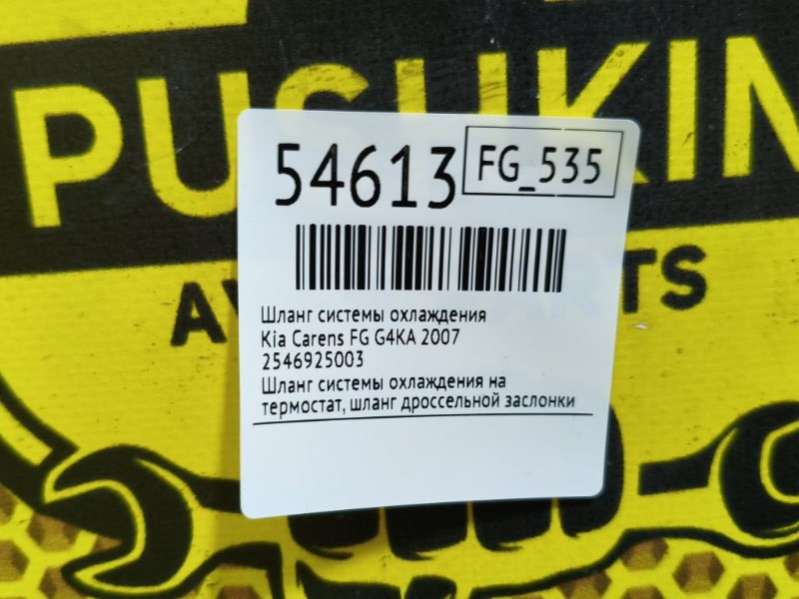 PUSHKIN
54613
FG_535
Шланг системы охлаждения
Kia Carens FG G4KA 2007
2546925003
Шланг системы охлаждения на
термостат, шланг дроссельной заслонки